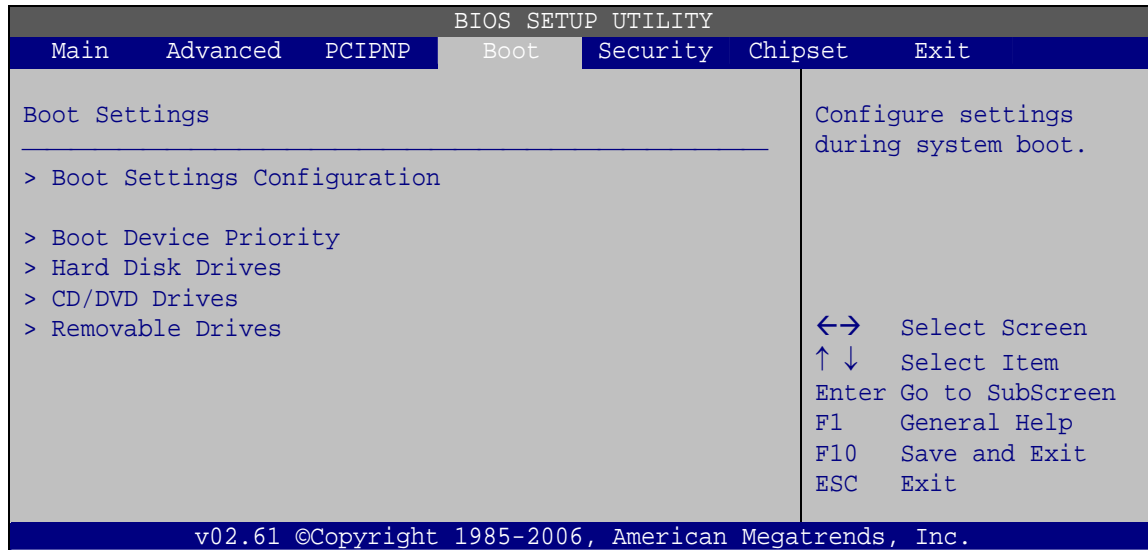 BIOS SETUP UTILITY
Main Advanced PCIPNP Boot Security Chipset Exit
Boot Settings
> Boot Settings Configuration
> Boot Device Priority
> Hard Disk Drives
> CD/DVD Drives
> Removable Drives
Configure settings
during system boot.
←→ Select Screen
↑ ↓ Select Item
Enter Go to SubScreen
F1 General Help
F10 Save and Exit
ESC Exit
v02.61 ©Copyright 1985-2006, American Megatrends, Inc.